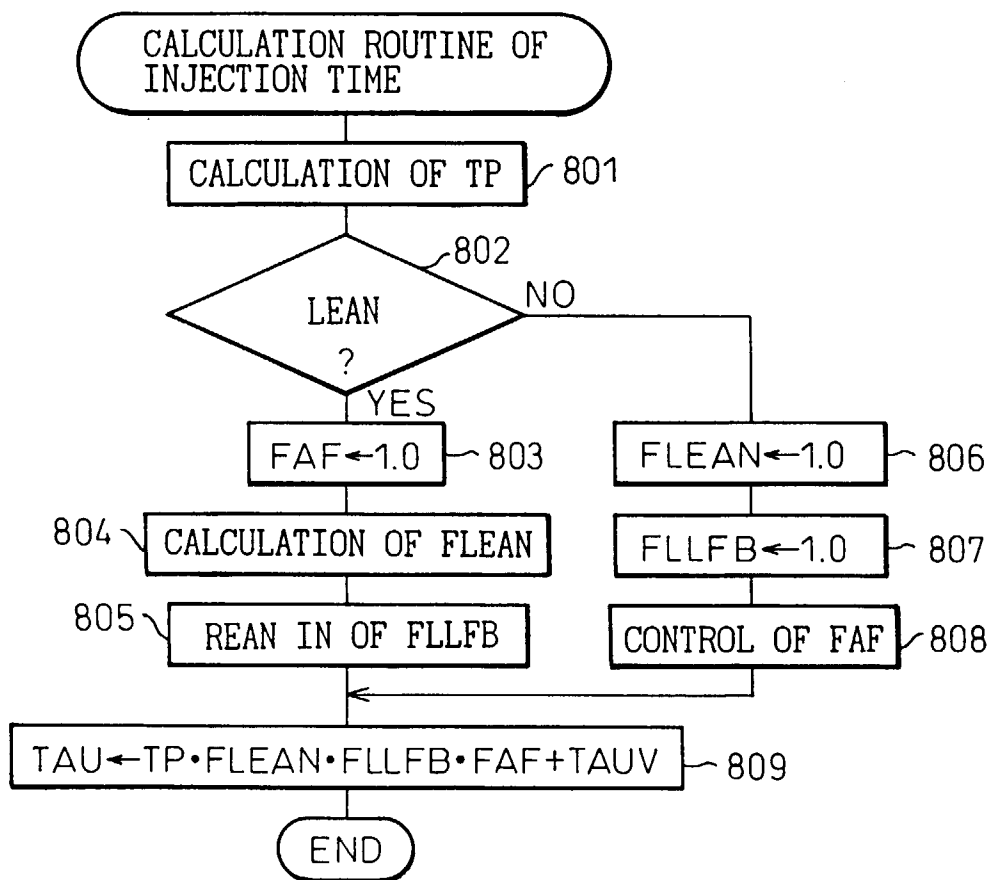 CALCULATION ROUTINE OF
INJECTION TIME
CALCULATION OF TP
801
802
LEAN
?
NO
YES
FAF←1.0
803
804
CALCULATION OF FLEAN
805
REAN IN OF FLLFB
FLEAN←1.0
806
FLLFB←1.0
807
CONTROL OF FAF
808
TAU←TP•FLEAN•FLLFB•FAF+TAUV
809
END